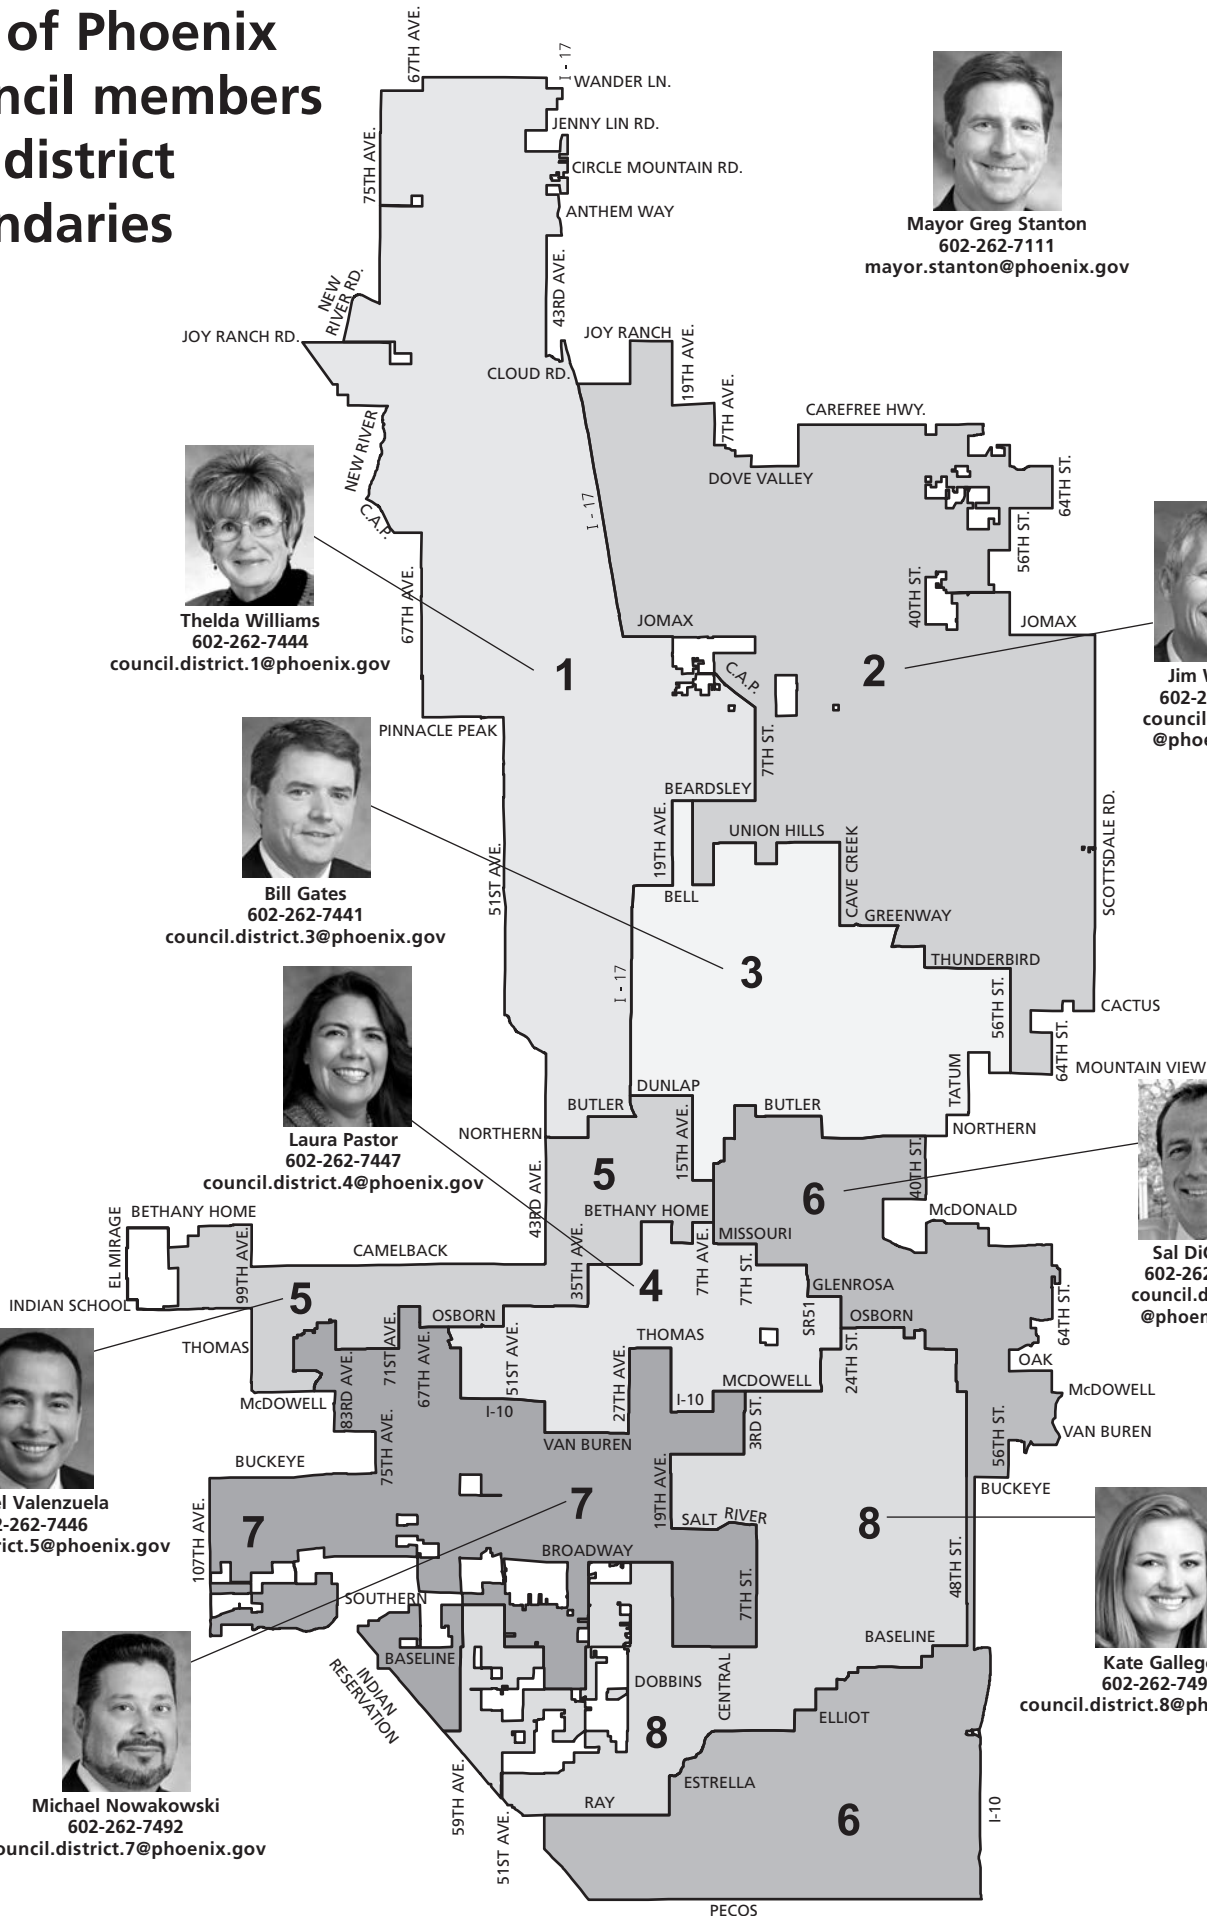 of Phoenix
ncil members
district
ndaries
Mayor Greg Stanton
602-262-7111
mayor.stanton@phoenix.gov
67TH AVE.
I - 17
WANDER LN.
JENNY LIN RD.
75TH AVE.
CIRCLE MOUNTAIN RD.
ANTHEM WAY
NEW
RIVER RD.
43RD AVE.
JOY RANCH RD.
JOY RANCH
19TH AVE.
CLOUD RD.
7TH AVE.
CAREFREE HWY.
NEW RIVER
DOVE VALLEY
64TH ST.
C.A.P.
I - 17
56TH ST.
67TH AVE.
40TH ST.
Thelda Williams
602-262-7444
council.district.1@phoenix.gov
JOMAX
JOMAX
1
2
C.A.P.
Jim W
602-2
council.
@phoe
PINNACLE PEAK
7TH ST.
BEARDSLEY
SCOTTSDALE RD.
19TH AVE.
UNION HILLS
CAVE CREEK
51ST AVE.
BELL
GREENWAY
Bill Gates
602-262-7441
council.district.3@phoenix.gov
THUNDERBIRD
3
I - 17
56TH ST.
CACTUS
64TH ST.
MOUNTAIN VIEW
DUNLAP
TATUM
BUTLER
BUTLER
NORTHERN
NORTHERN
Laura Pastor
602-262-7447
council.district.4@phoenix.gov
15TH AVE.
40TH ST.
5
6
43RD AVE.
EL MIRAGE
BETHANY HOME
BETHANY HOME
McDONALD
99TH AVE.
CAMELBACK
35TH AVE.
7TH AVE.
MISSOURI
7TH ST.
Sal DiC
602-262
council.d
@phoen
4
GLENROSA
5
INDIAN SCHOOL
SR51
64TH ST.
OSBORN
OSBORN
THOMAS
71ST AVE.
67TH AVE.
51ST AVE.
THOMAS
24TH ST.
OAK
83RD AVE.
27TH AVE.
MCDOWELL
McDOWELL
McDOWELL
I-10
I-10
3RD ST.
VAN BUREN
VAN BUREN
75TH AVE.
56TH ST.
BUCKEYE
BUCKEYE
el Valenzuela
2-262-7446
rict.5@phoenix.gov
107TH AVE.
7
7
19TH AVE.
SALT RIVER
8
BROADWAY
7TH ST.
48TH ST.
SOUTHERN
BASELINE
BASELINE
Kate Galleg
602-262-749
council.district.8@ph
INDIAN
RESERVATION
DOBBINS
CENTRAL
ELLIOT
8
Michael Nowakowski
602-262-7492
ouncil.district.7@phoenix.gov
59TH AVE.
ESTRELLA
RAY
51ST AVE.
6
I-10
PECOS